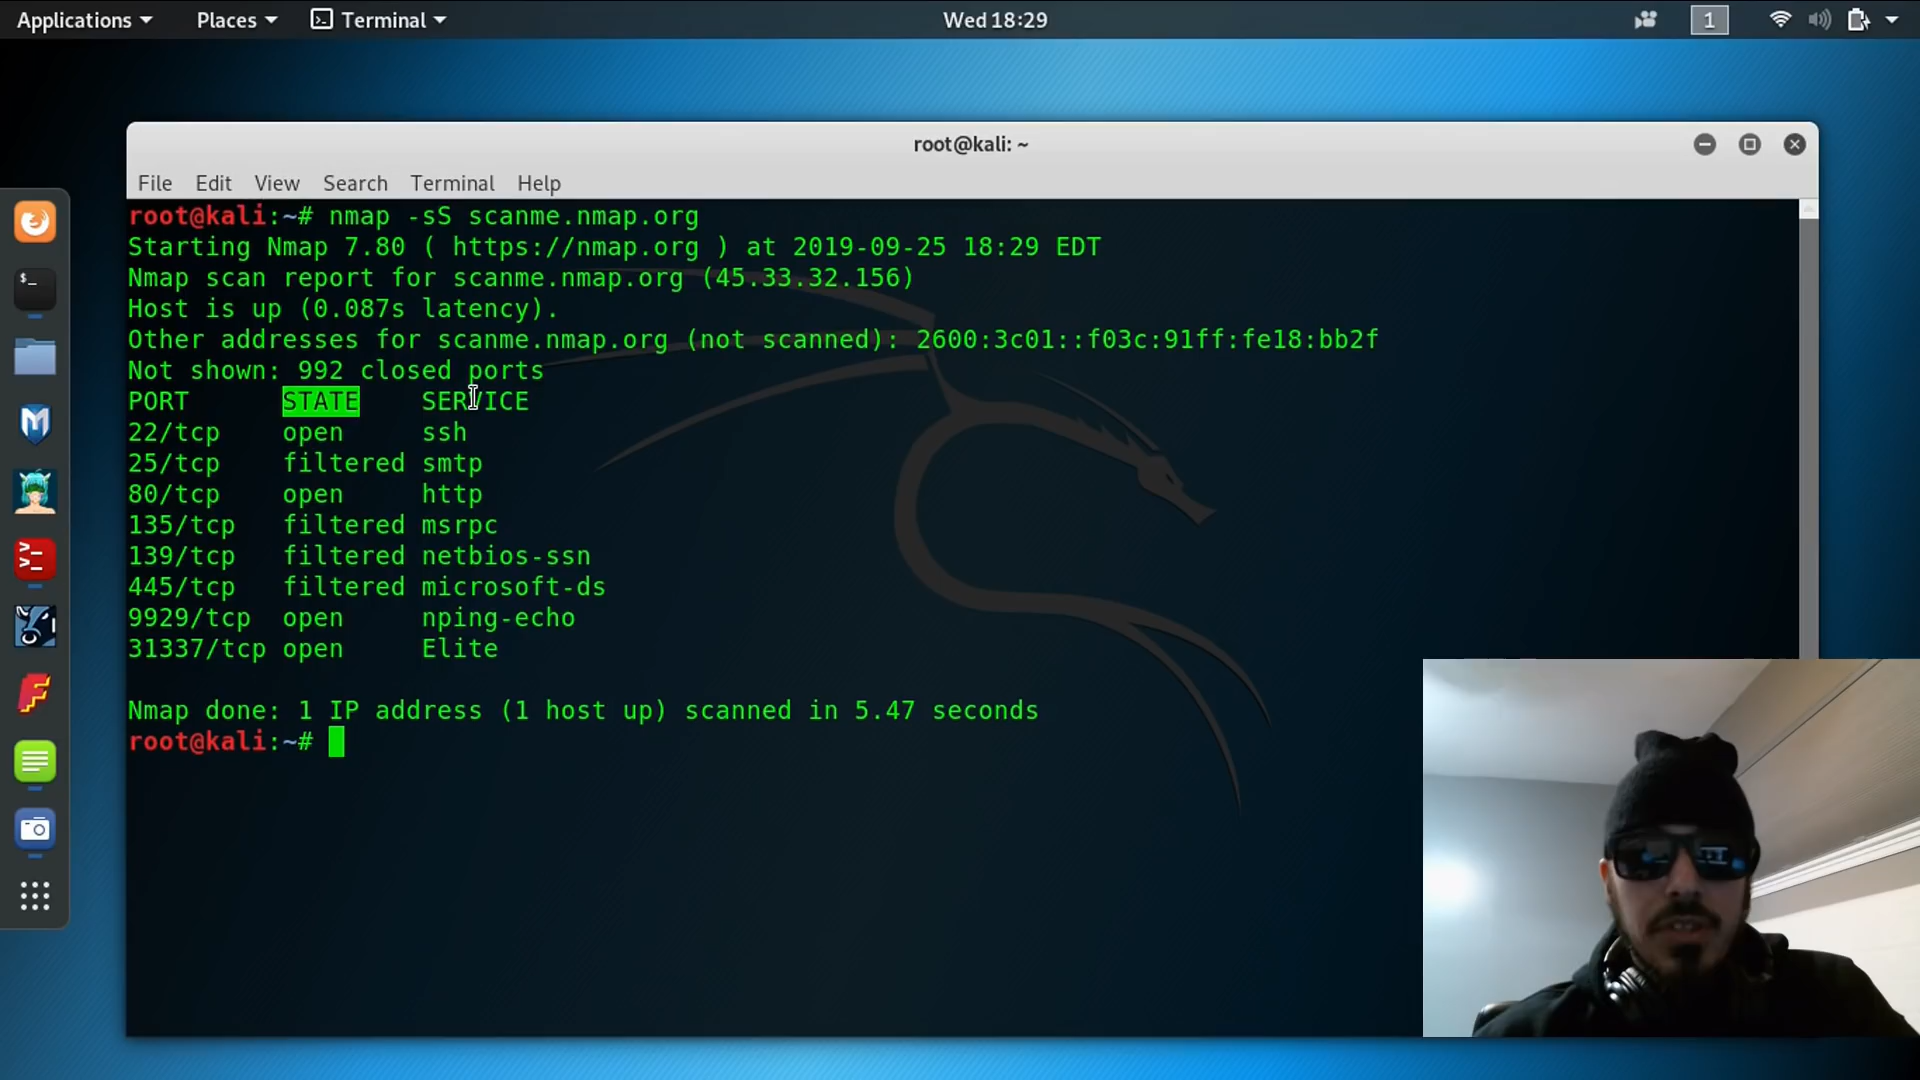 Applications Places Terminal Wed 18:29 1
root@kali: ~
File Edit View Search Terminal Help
root@kali:~# nmap -sS scanme.nmap.org
Starting Nmap 7.80 ( https://nmap.org ) at 2019-09-25 18:29 EDT
Nmap scan report for scanme.nmap.org (45.33.32.156)
Host is up (0.087s latency).
Other addresses for scanme.nmap.org (not scanned): 2600:3c01::f03c:91ff:fe18:bb2f
Not shown: 992 closed ports
PORT STATE SERVICE
22/tcp open ssh
25/tcp filtered smtp
80/tcp open http
135/tcp filtered msrpc
139/tcp filtered netbios-ssn
445/tcp filtered microsoft-ds
9929/tcp open nping-echo
31337/tcp open Elite
Nmap done: 1 IP address (1 host up) scanned in 5.47 seconds
root@kali:~#